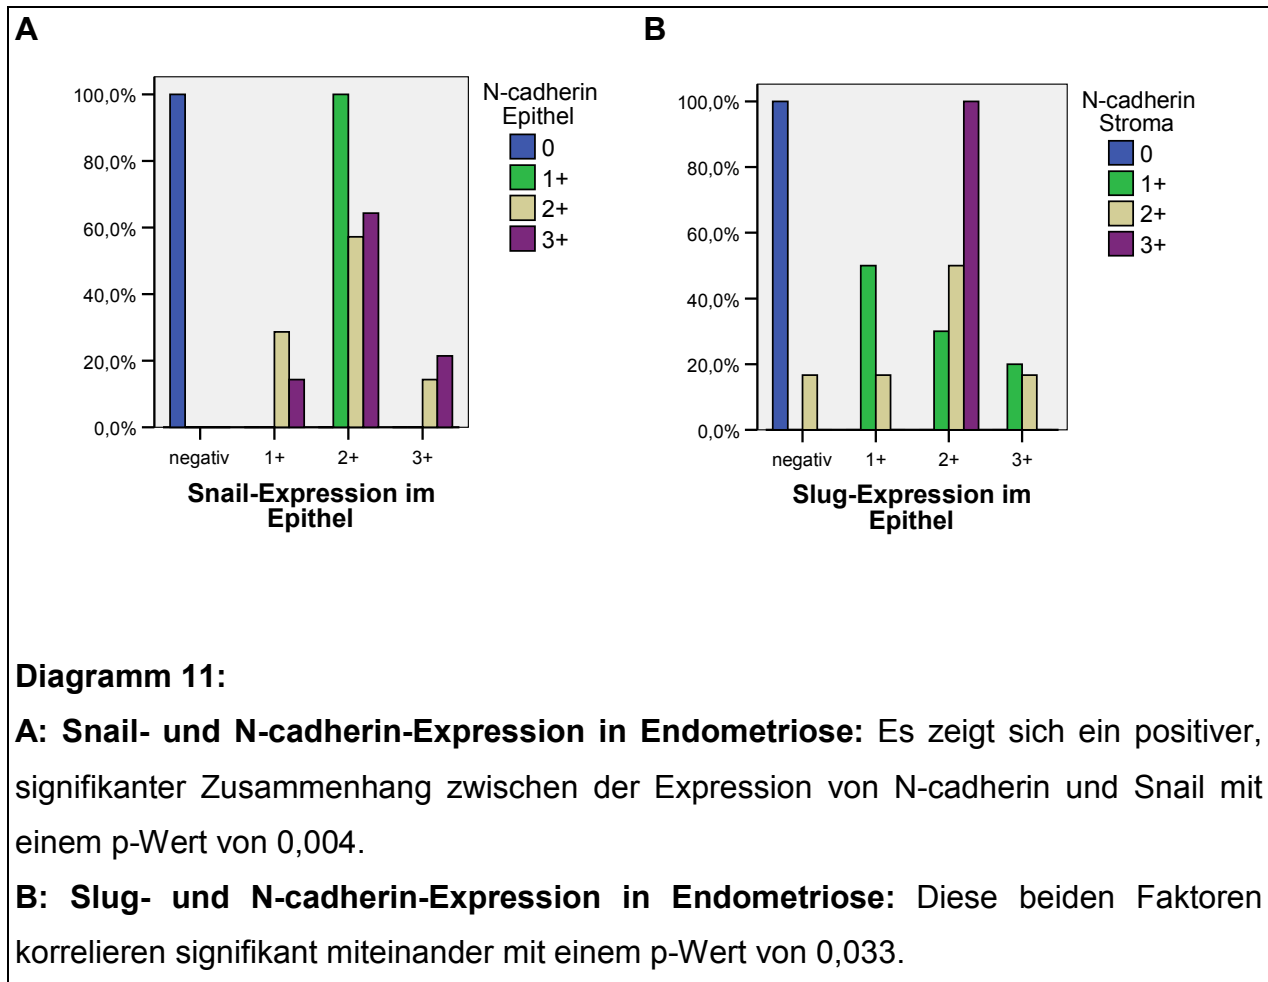 A
N-cadherin
Epithel
0
1+
2+
3+
100,0%
80,0%
60,0%
40,0%
20,0%
0,0%
negativ 1+ 2+ 3+
Snail-Expression im
Epithel
B
N-cadherin
Stroma
0
1+
2+
3+
100,0%
80,0%
60,0%
40,0%
20,0%
0,0%
negativ 1+ 2+ 3+
Slug-Expression im
Epithel
Diagramm 11:
A: Snail- und N-cadherin-Expression in Endometriose: Es zeigt sich ein positiver,
signifikanter Zusammenhang zwischen der Expression von N-cadherin und Snail mit
einem p-Wert von 0,004.
B: Slug- und N-cadherin-Expression in Endometriose: Diese beiden Faktoren
korrelieren signifikant miteinander mit einem p-Wert von 0,033.